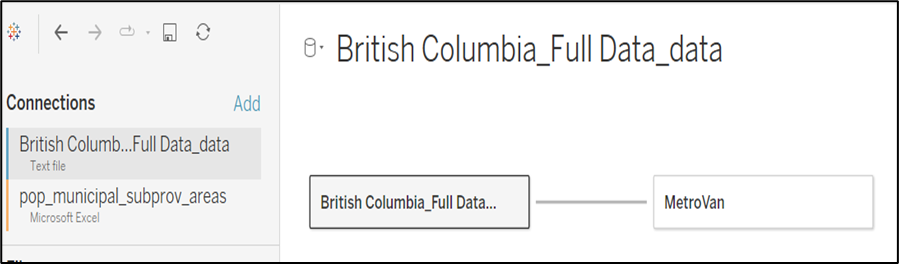 British Columbia_Full Data_data
Connections
Add
British Columb...Full Data_data
Text file
pop_municipal_subprov_areas
Microsoft Excel
British Columbia_Full Data...
MetroVan